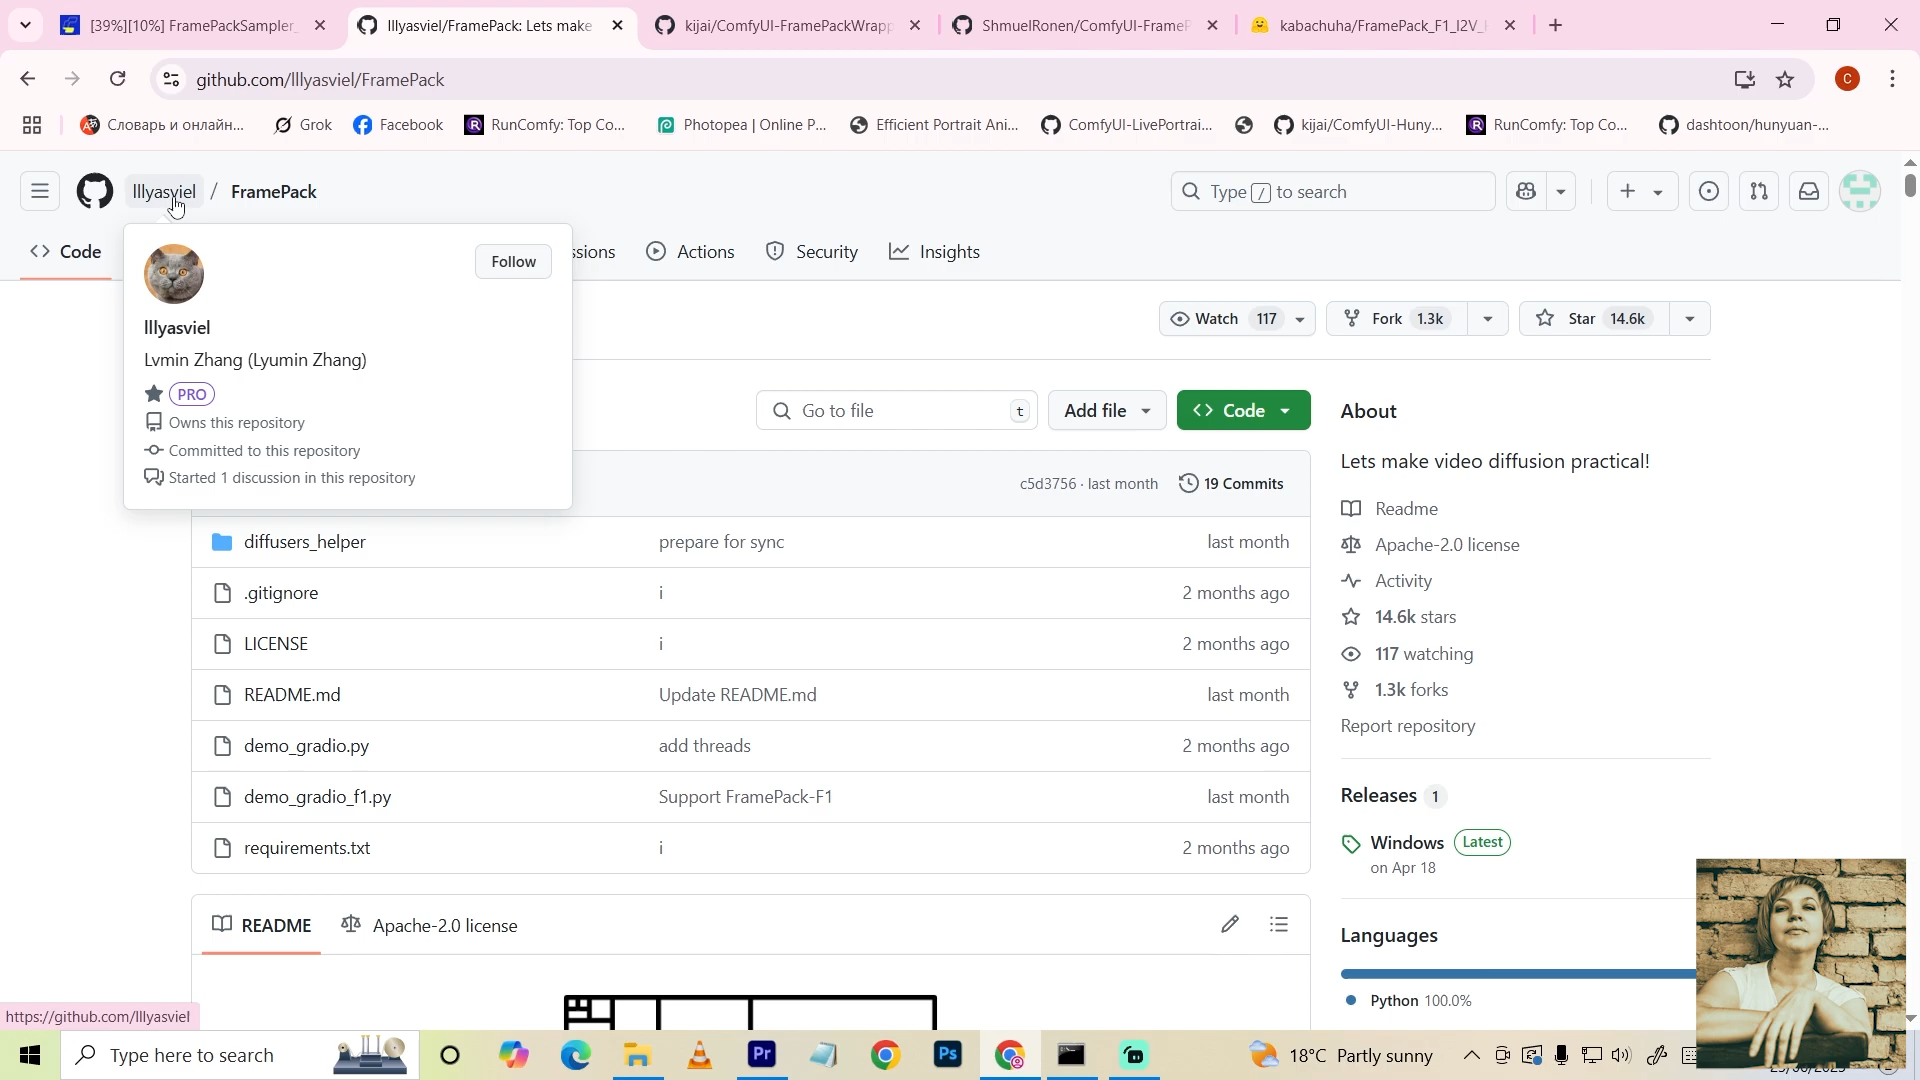 [39%][10%] FramePackSampler_
lllyasviel/FramePack: Lets make
kijai/ComfyUI-FramePackWrapp
ShmuelRonen/ComfyUI-FrameP
kabachuha/FramePack_F1_I2V_
github.com/lllyasviel/FramePack
C
Словарь и онлайн...
Grok
Facebook
RunComfy: Top Co...
Photopea | Online P...
Efficient Portrait Ani...
ComfyUI-LivePortrai...
kijai/ComfyUI-Huny...
RunComfy: Top Co...
dashtoon/hunyuan-...
lllyasviel / FramePack
Type / to search
Code
ssions
Actions
Security
Insights
Follow
lllyasviel
Lvmin Zhang (Lyumin Zhang)
PRO
Owns this repository
Committed to this repository
Started 1 discussion in this repository
Watch 117
Fork 1.3k
Star 14.6k
Go to file t
Add file
Code
c5d3756 · last month
19 Commits
diffusers_helper prepare for sync last month
.gitignore i 2 months ago
LICENSE i 2 months ago
README.md Update README.md last month
demo_gradio.py add threads 2 months ago
demo_gradio_f1.py Support FramePack-F1 last month
requirements.txt i 2 months ago
README
Apache-2.0 license
About
Lets make video diffusion practical!
Readme
Apache-2.0 license
Activity
14.6k stars
117 watching
1.3k forks
Report repository
Releases 1
Windows Latest
on Apr 18
Languages
Python 100.0%
https://github.com/lllyasviel
Type here to search
Pr
Ps
18°C Partly sunny